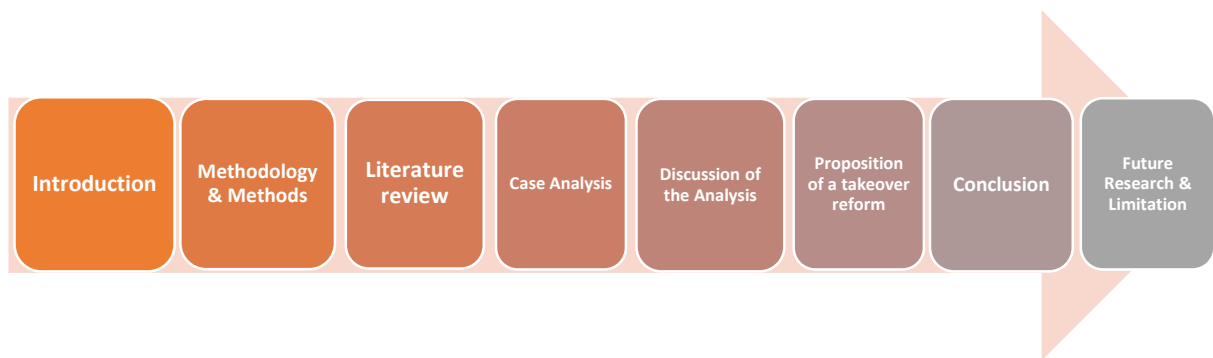 Introduction
Methodology
& Methods
Literature
review
Case Analysis
Discussion of
the Analysis
Proposition
of a takeover
reform
Conclusion
Future
Research &
Limitation